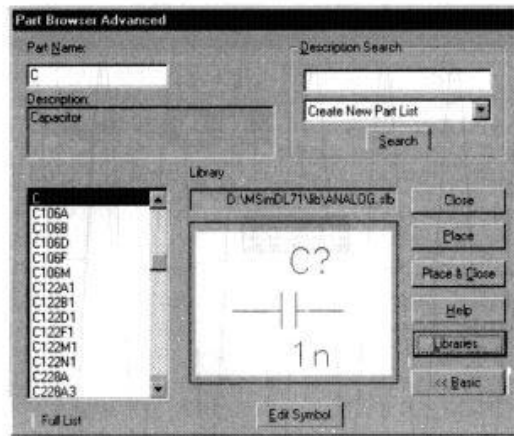 Part Browser Advanced
Part Name:
C
Description:
Capacitor
Description Search
Create New Part List
Search
Library
D:\MSimDL71\lib\ANALOG.slb
C
C106A
C106B
C106D
C106F
C106M
C122A1
C122B1
C122D1
C122F1
C122M1
C122N1
C228A
C228A3
Full List
C?
1n
Edit Symbol
Close
Place
Place & Close
Help
Libraries
<< Basic